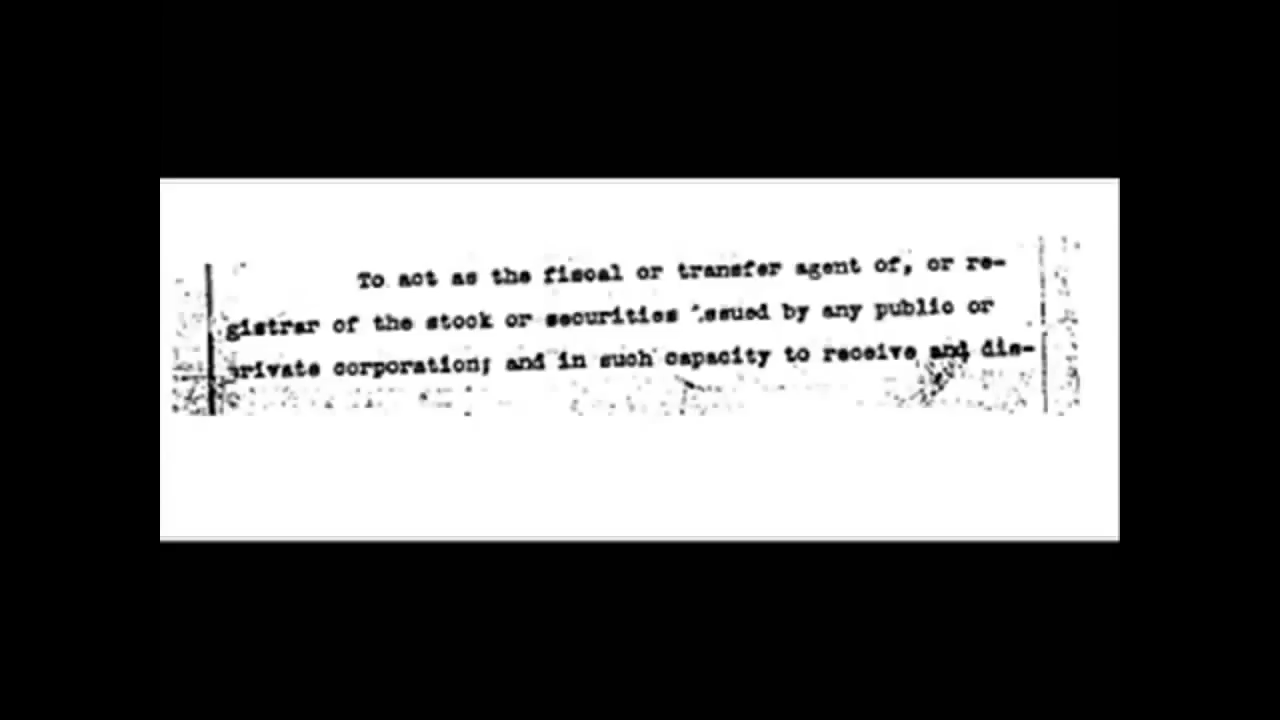 To act as the fiscal or transfer agent of, or re-
gistrar of the stock or securities issued by any public or
private corporation; and in such capacity to receive and dis-